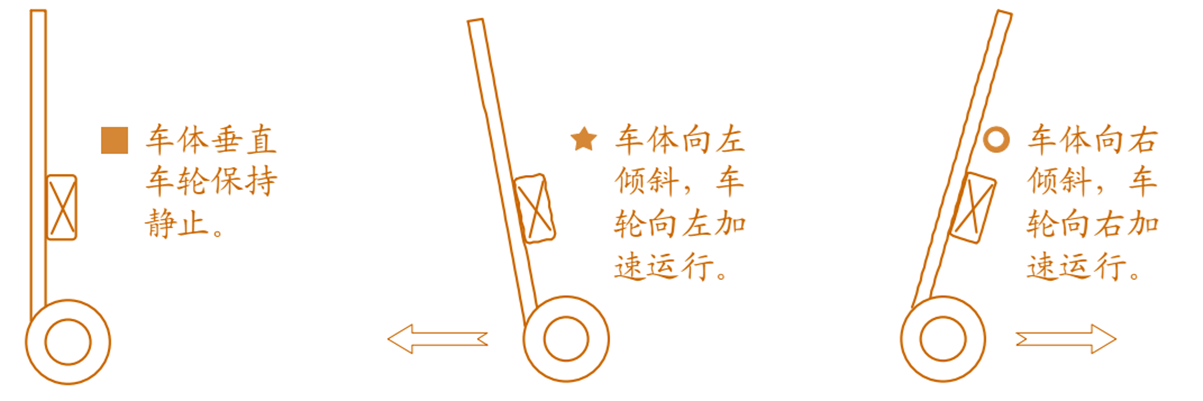 车体垂直
车轮保持
静止。
车体向左
倾斜，车
轮向左加
速运行。
车体向右
倾斜，车
轮向右加
速运行。